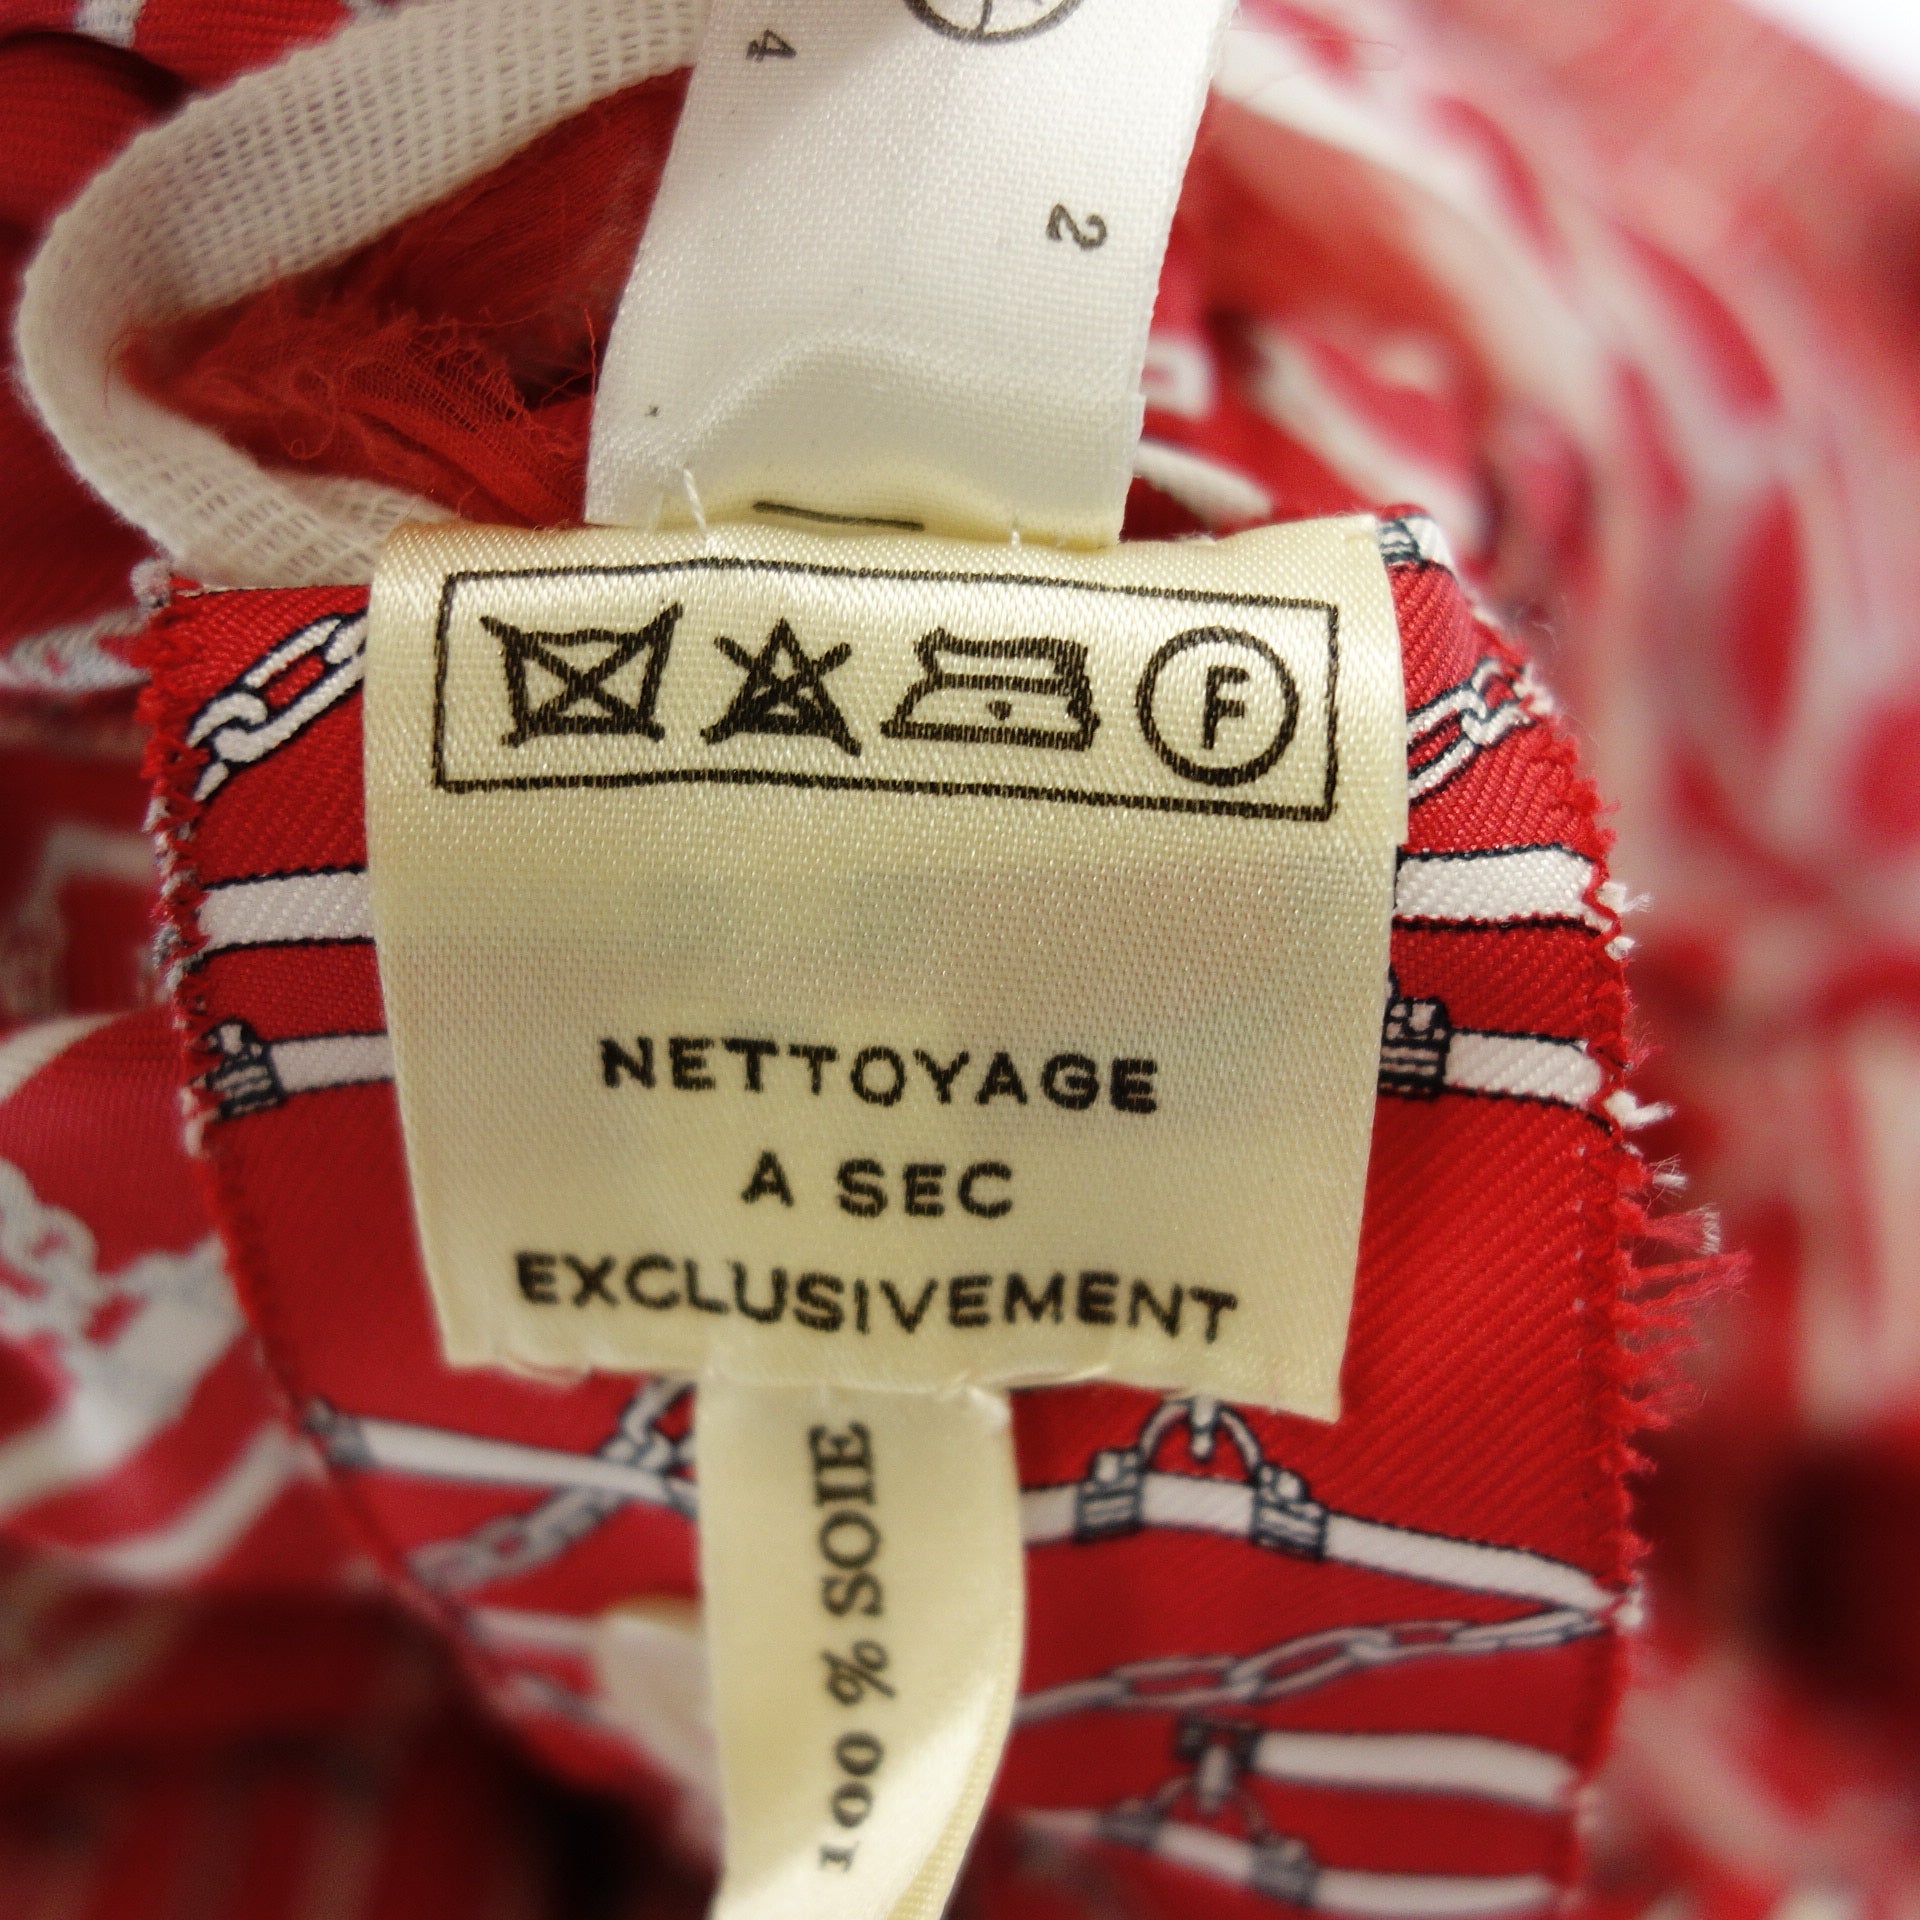 4
2
F
NETTOYAGE
A SEC
EXCLUSIVEMENT
100 % SOIE